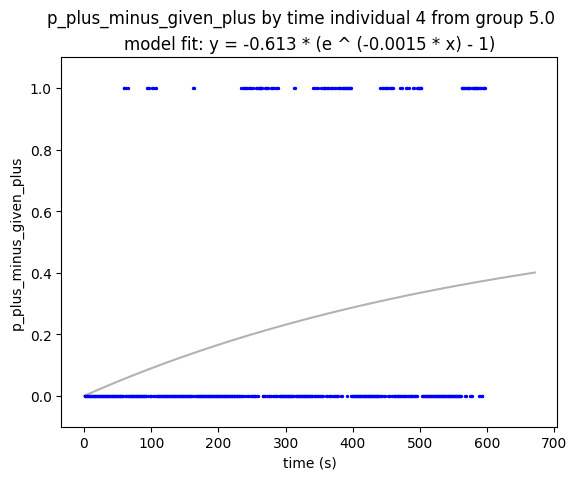 p_plus_minus_given_plus by time individual 4 from group 5.0
model fit: y = -0.613 * (e ^ (-0.0015 * x) - 1)
p_plus_minus_given_plus
1.0
0.8
0.6
0.4
0.2
0.0
0 100 200 300 400 500 600 700
time (s)